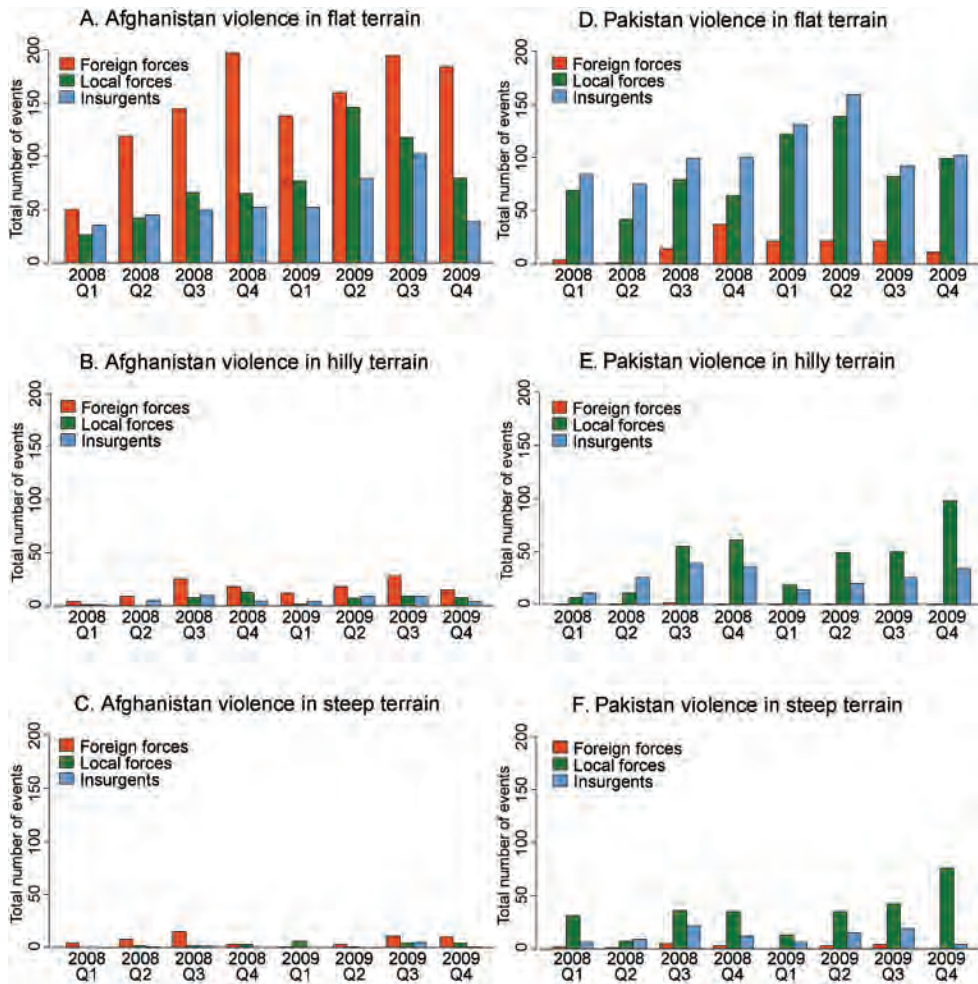 A. Afghanistan violence in flat terrain
Total number of events
200
150
100
50
0
Foreign forces
Local forces
Insurgents
2008 2008 2008 2008 2009 2009 2009 2009
Q1 Q2 Q3 Q4 Q1 Q2 Q3 Q4
D. Pakistan violence in flat terrain
Total number of events
200
150
100
50
0
Foreign forces
Local forces
Insurgents
2008 2008 2008 2008 2009 2009 2009 2009
Q1 Q2 Q3 Q4 Q1 Q2 Q3 Q4
B. Afghanistan violence in hilly terrain
Total number of events
200
150
100
50
0
Foreign forces
Local forces
Insurgents
2008 2008 2008 2008 2009 2009 2009 2009
Q1 Q2 Q3 Q4 Q1 Q2 Q3 Q4
E. Pakistan violence in hilly terrain
Total number of events
200
150
100
50
0
Foreign forces
Local forces
Insurgents
2008 2008 2008 2008 2009 2009 2009 2009
Q1 Q2 Q3 Q4 Q1 Q2 Q3 Q4
C. Afghanistan violence in steep terrain
Total number of events
200
150
100
50
0
Foreign forces
Local forces
Insurgents
2008 2008 2008 2008 2009 2009 2009 2009
Q1 Q2 Q3 Q4 Q1 Q2 Q3 Q4
F. Pakistan violence in steep terrain
Total number of events
200
150
100
50
0
Foreign forces
Local forces
Insurgents
2008 2008 2008 2008 2009 2009 2009 2009
Q1 Q2 Q3 Q4 Q1 Q2 Q3 Q4